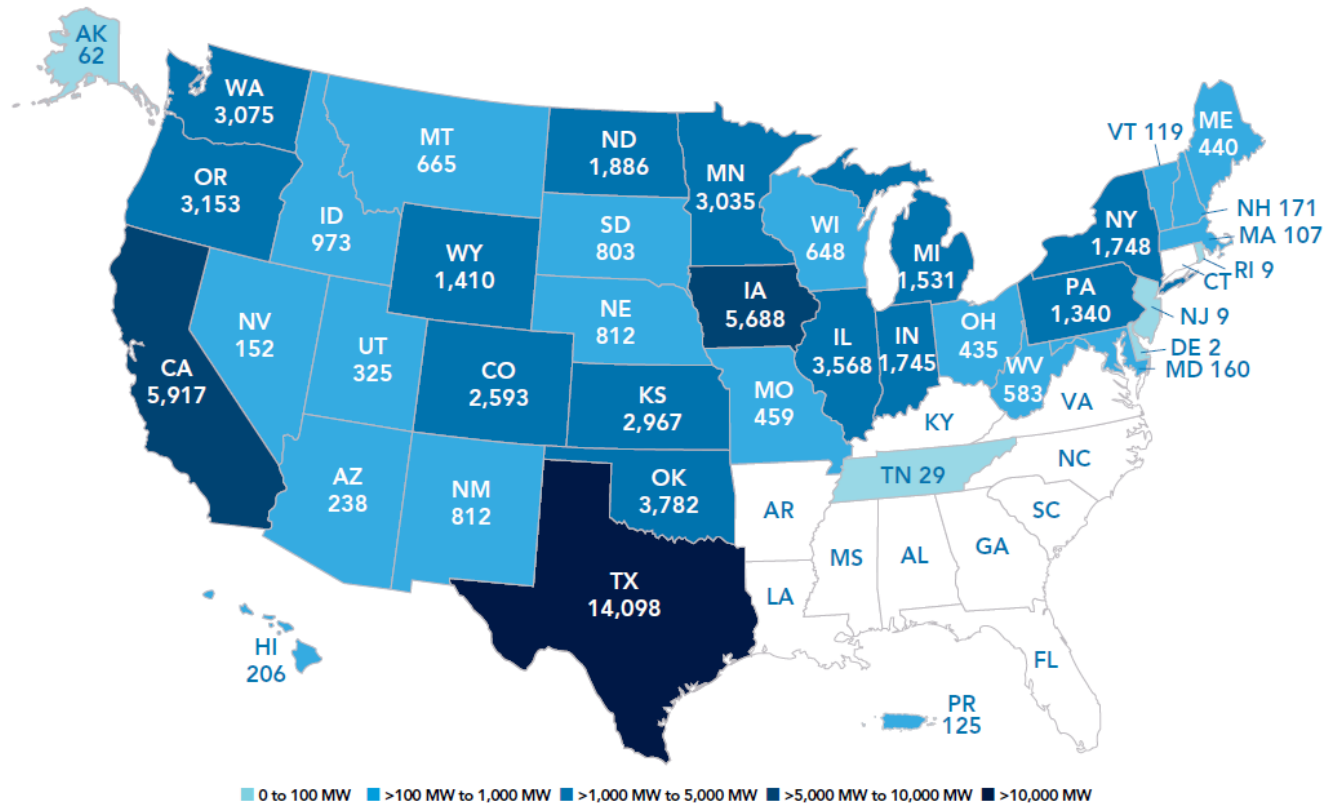 AK
62
WA
3,075
MT
665
ND
1,886
MN
3,035
VT 119
ME
440
OR
3,153
ID
973
SD
803
WI
648
MI
1,531
NY
1,748
NH 171
MA 107
RI 9
CT
WY
1,410
IA
5,688
PA
1,340
NJ 9
NV
152
UT
325
CO
2,593
NE
812
IL
3,568
IN
1,745
OH
435
WV
583
DE 2
MD 160
CA
5,917
KS
2,967
MO
459
KY
VA
AZ
238
NM
812
OK
3,782
AR
TN 29
NC
SC
TX
14,098
LA
MS
AL
GA
HI
206
FL
PR
125
0 to 100 MW >100 MW to 1,000 MW >1,000 MW to 5,000 MW >5,000 MW to 10,000 MW >10,000 MW